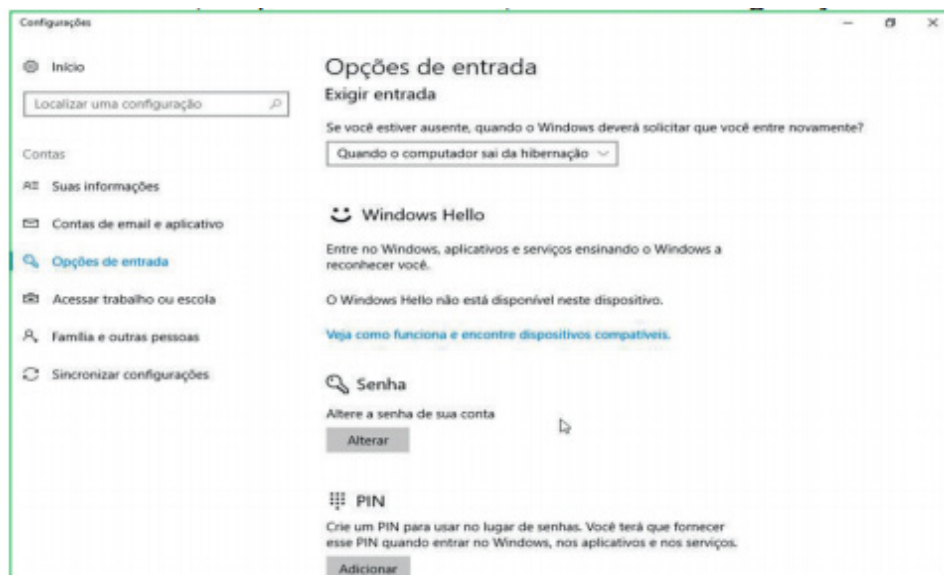 Configurações
Início
Localizar uma configuração
Contas
Suas informações
Contas de email e aplicativo
Opções de entrada
Acessar trabalho ou escola
Família e outras pessoas
Sincronizar configurações
Opções de entrada
Exigir entrada
Se você estiver ausente, quando o Windows deverá solicitar que você entre novamente?
Quando o computador sai da hibernação
Windows Hello
Entre no Windows, aplicativos e serviços ensinando o Windows a
reconhecer você.
O Windows Hello não está disponível neste dispositivo.
Veja como funciona e encontre dispositivos compatíveis.
Senha
Altere a senha de sua conta
Alterar
PIN
Crie um PIN para usar no lugar de senhas. Você terá que fornecer
esse PIN quando entrar no Windows, nos aplicativos e nos serviços.
Adicionar